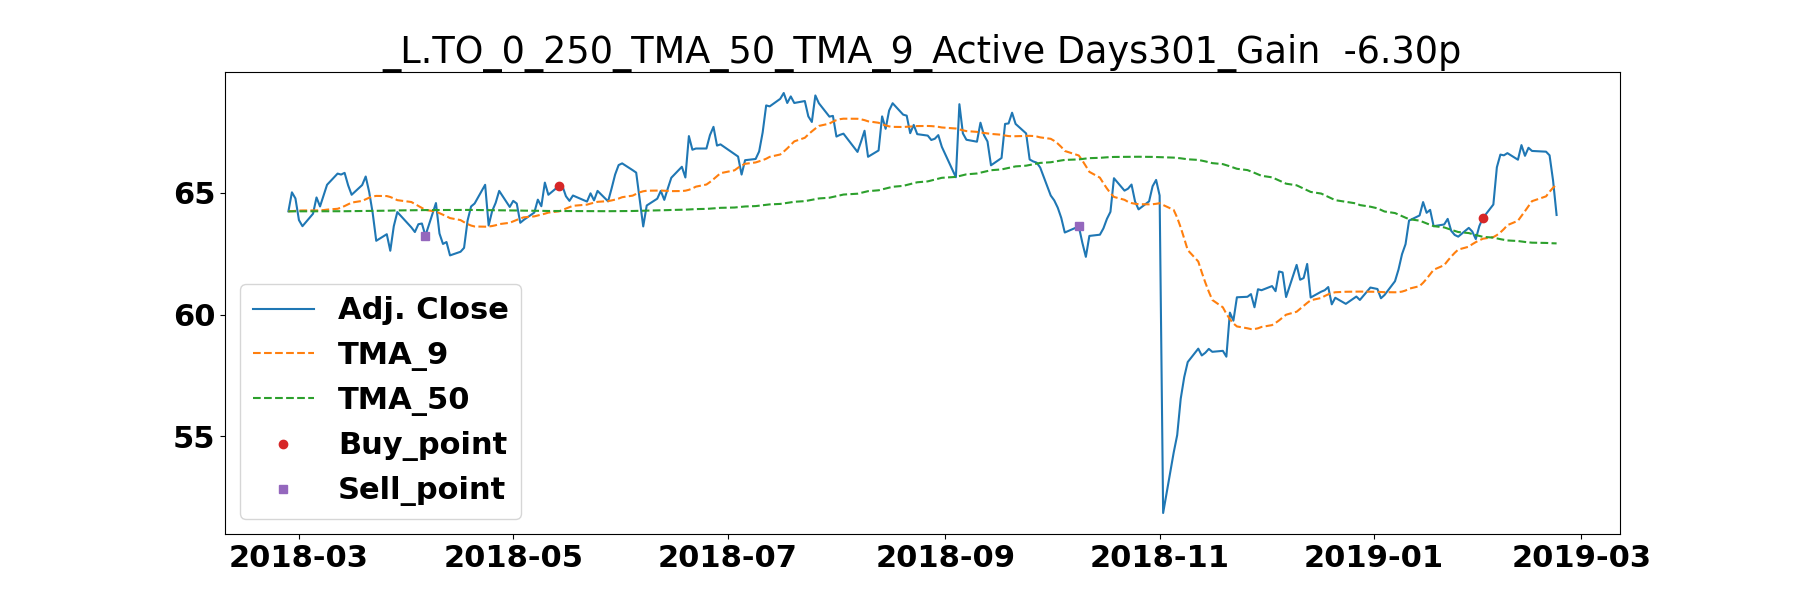 _L.TO_0_250_TMA_50_TMA_9_Active Days301_Gain  -6.30p
65
60
55
Adj. Close
TMA_9
TMA_50
Buy_point
Sell_point
2018-03 2018-05 2018-07 2018-09 2018-11 2019-01 2019-03